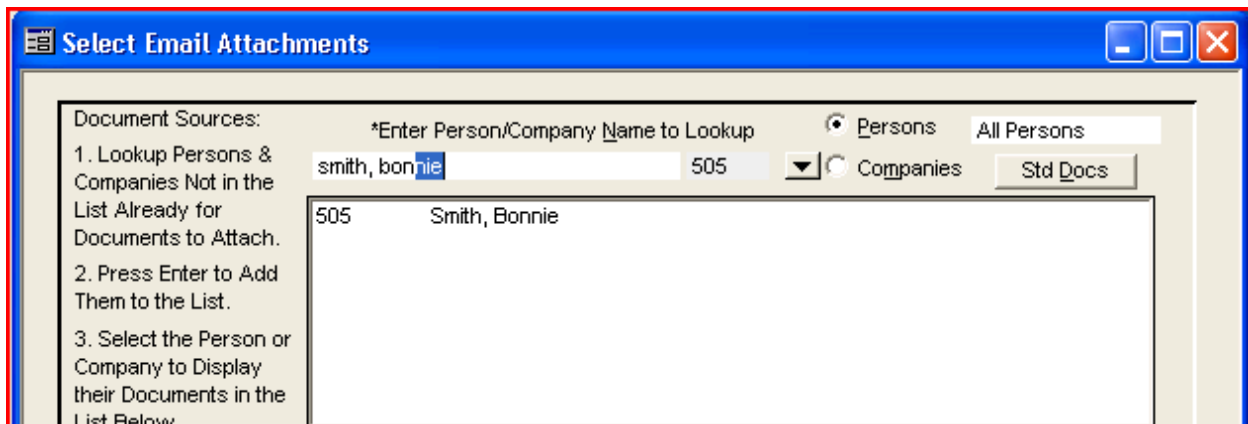 Select Email Attachments
Document Sources:
1. Lookup Persons &
Companies Not in the
List Already for
Documents to Attach.
2. Press Enter to Add
Them to the List.
3. Select the Person or
Company to Display
their Documents in the
List Below
*Enter Person/Company Name to Lookup
smith, bonnie 505
Persons All Persons
Companies Std Docs
505 Smith, Bonnie